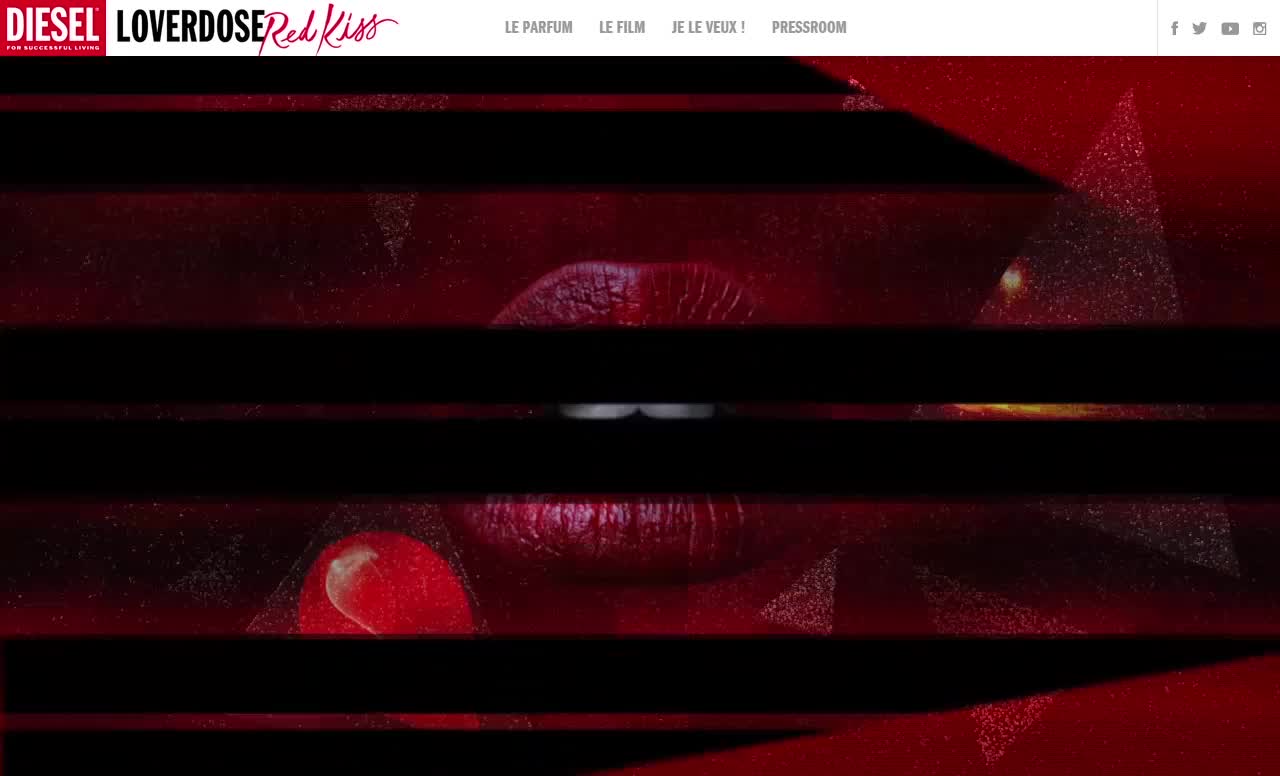 DIESEL
FOR SUCCESSFUL LIVING
LOVERDOSE Red Kiss
LE PARFUM
LE FILM
JE LE VEUX !
PRESSROOM